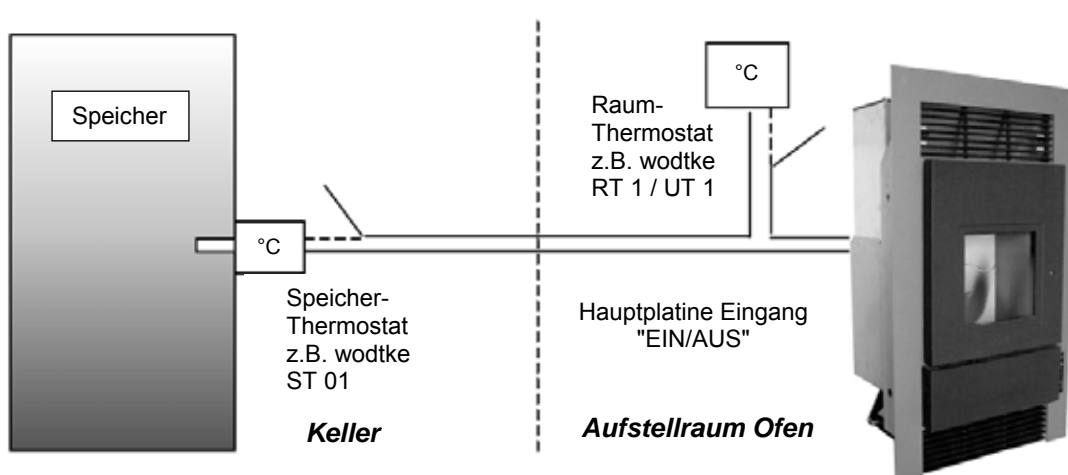 Speicher
°C
Speicher-
Thermostat
z.B. wodtke
ST 01
Keller
°C
Raum-
Thermostat
z.B. wodtke
RT 1 / UT 1
Hauptplatine Eingang
"EIN/AUS"
Aufstellraum Ofen